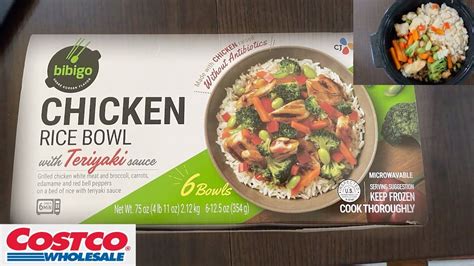 bibigo
CHICKEN
RICE BOWL
with Teriyaki sauce
Grilled chicken white meat and broccoli, carrots,
edamame and red bell peppers
on a bed of rice with teriyaki sauce
6 Bowls
Net Wt. 75 oz (4 lb 11 oz) 2.12 kg 6-12.5 oz (354 g)
Made with CHICKEN
Without Antibiotics
CJ
MICROWAVABLE
SERVING SUGGESTION
KEEP FROZEN
COOK THOROUGHLY
COSTCO
WHOLESALE